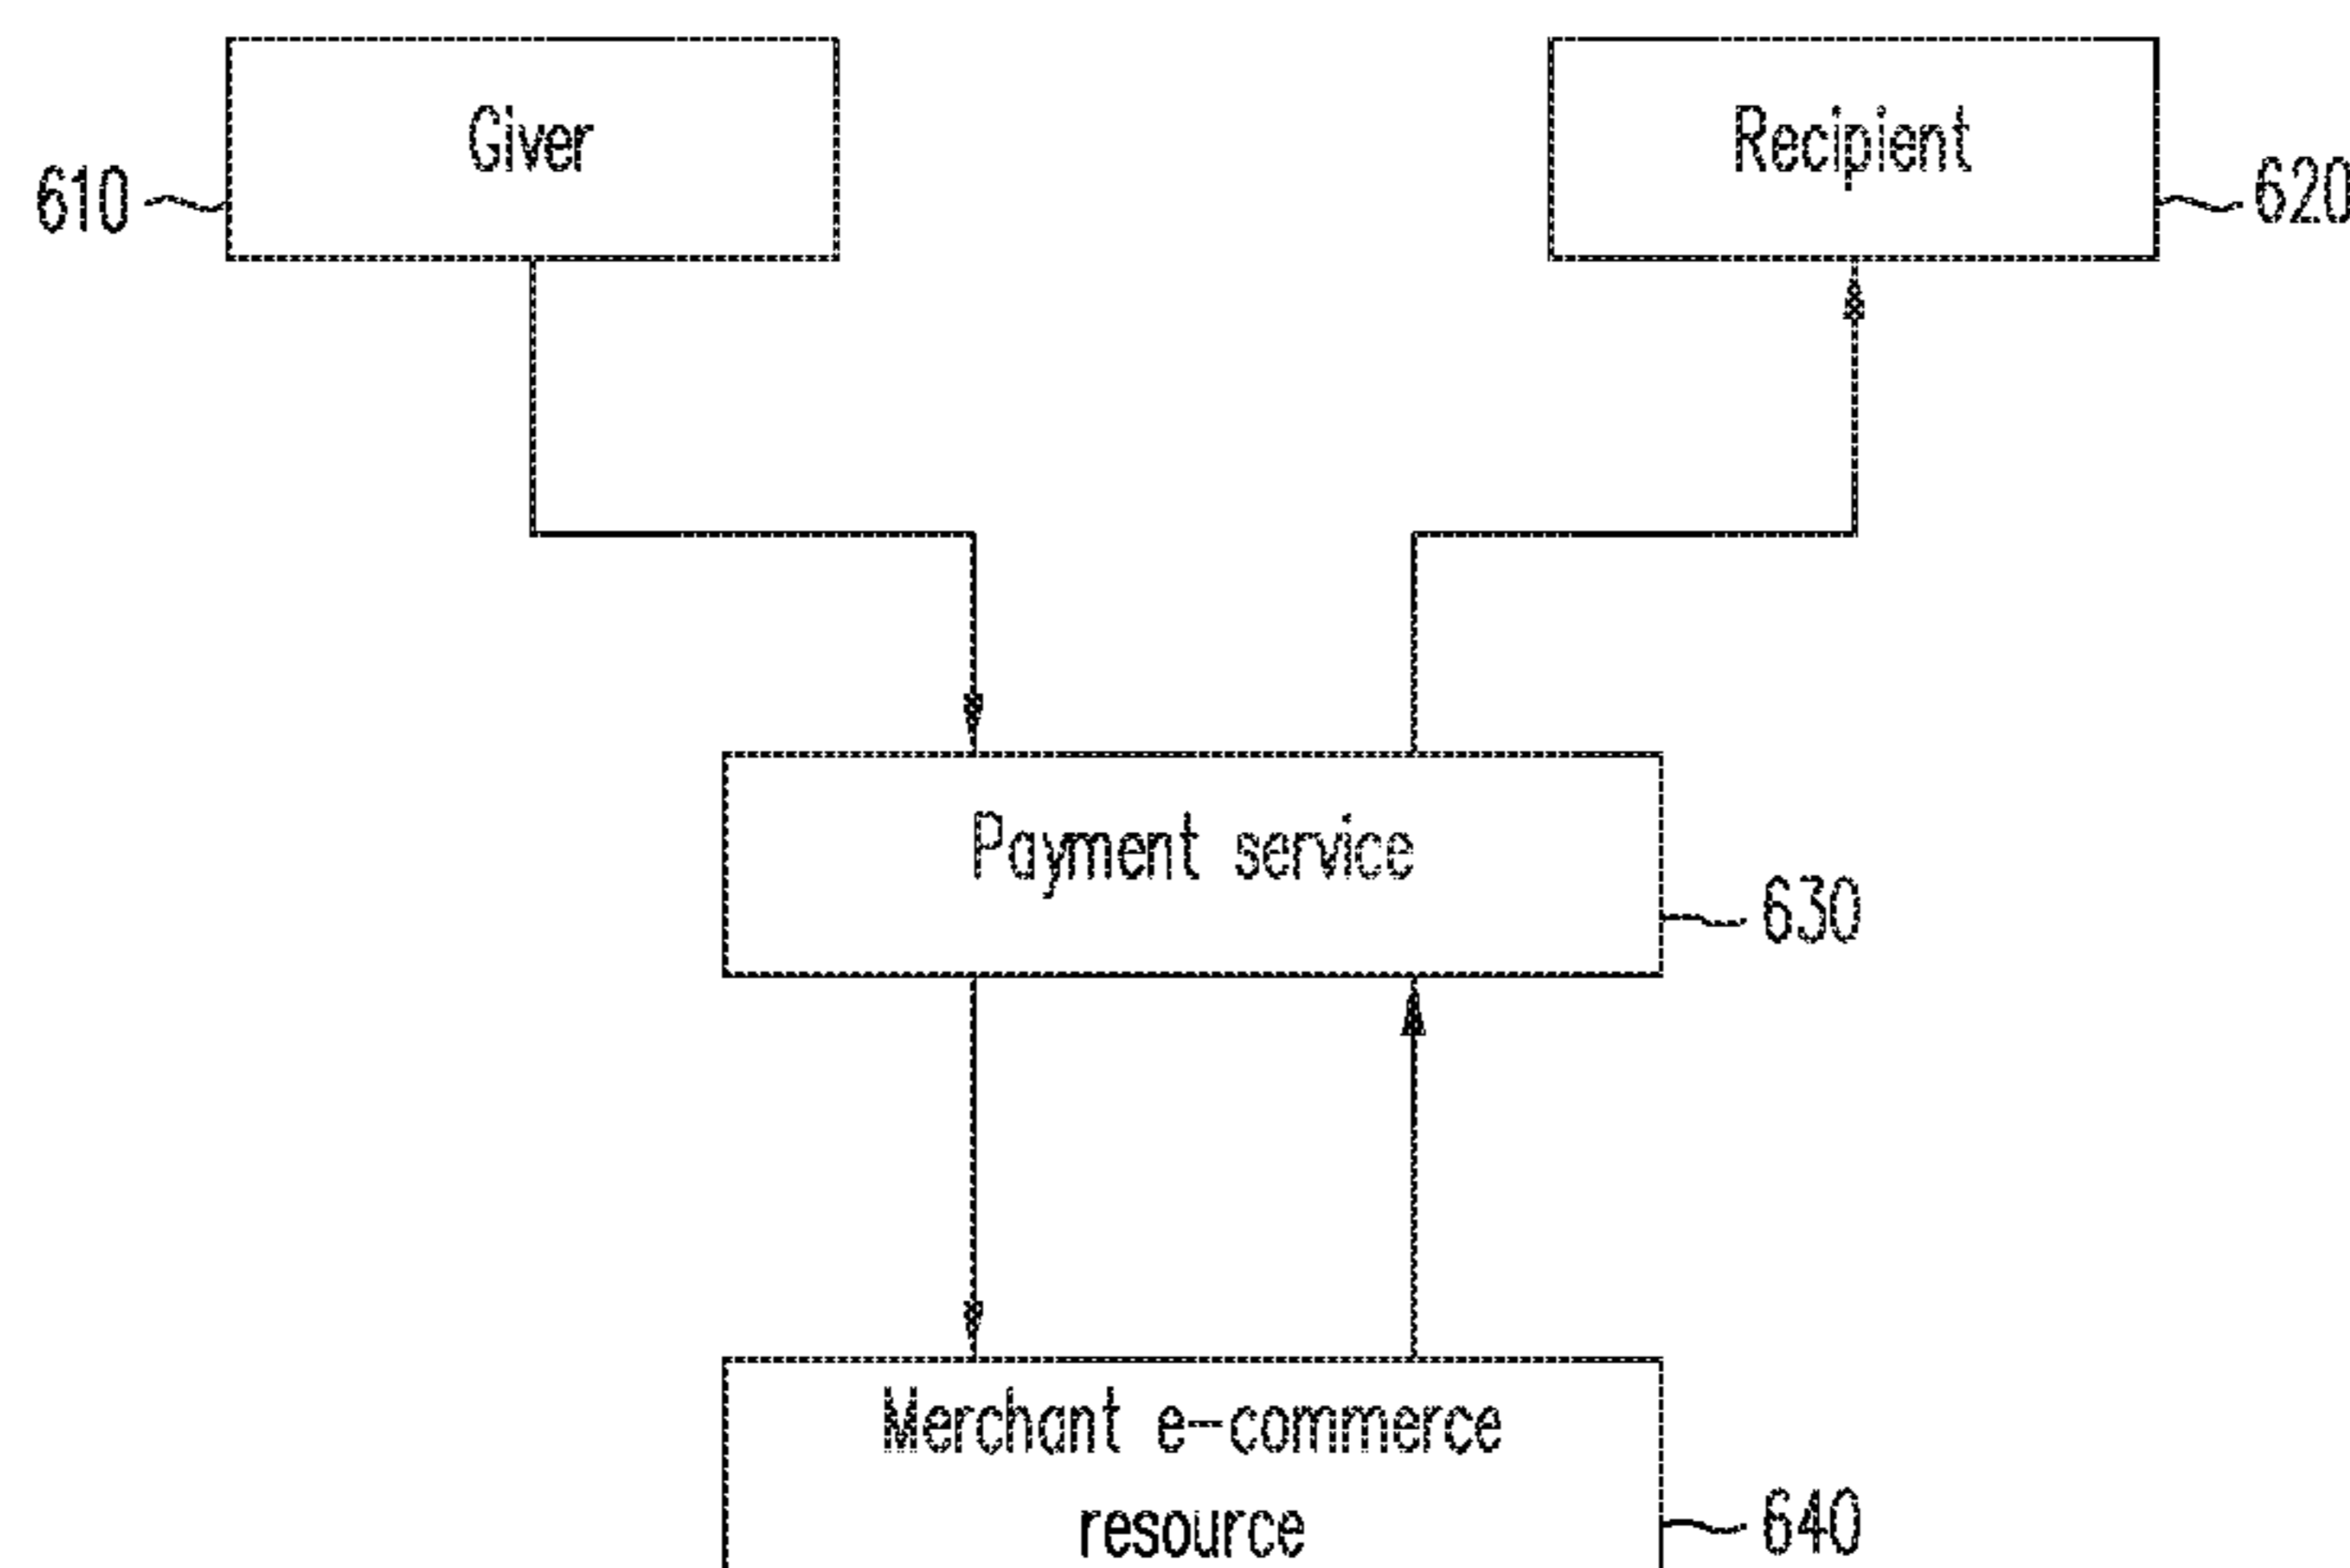 Giver
Recipient
610
620
Payment service
630
Merchant e-commerce
resource
640